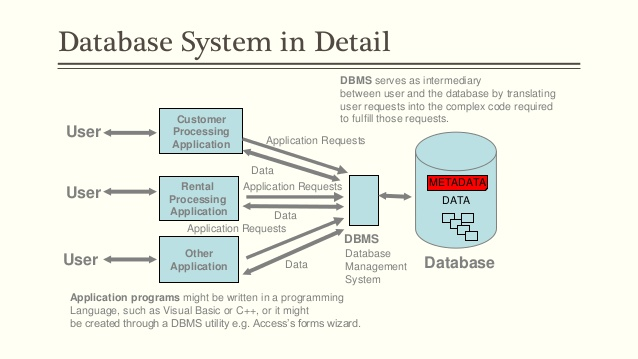 Database System in Detail
DBMS serves as intermediary
between user and the database by translating
user requests into the complex code required
to fulfill those requests.
User
Customer
Processing
Application
Application Requests
Data
User
Rental
Processing
Application
Application Requests
Data
Application Requests
User
Other
Application
Data
DBMS
Database
Management
System
METADATA
DATA
Database
Application programs might be written in a programming
Language, such as Visual Basic or C++, or it might
be created through a DBMS utility e.g. Access's forms wizard.